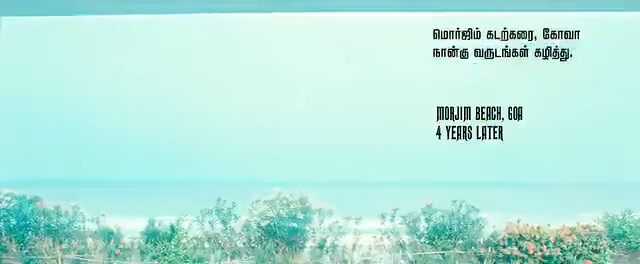 மொர்ஜிம் கடற்கரை, கோவா
நான்கு வருடங்கள் கழித்து.
MORJIM BEACH, GOA
4 YEARS LATER